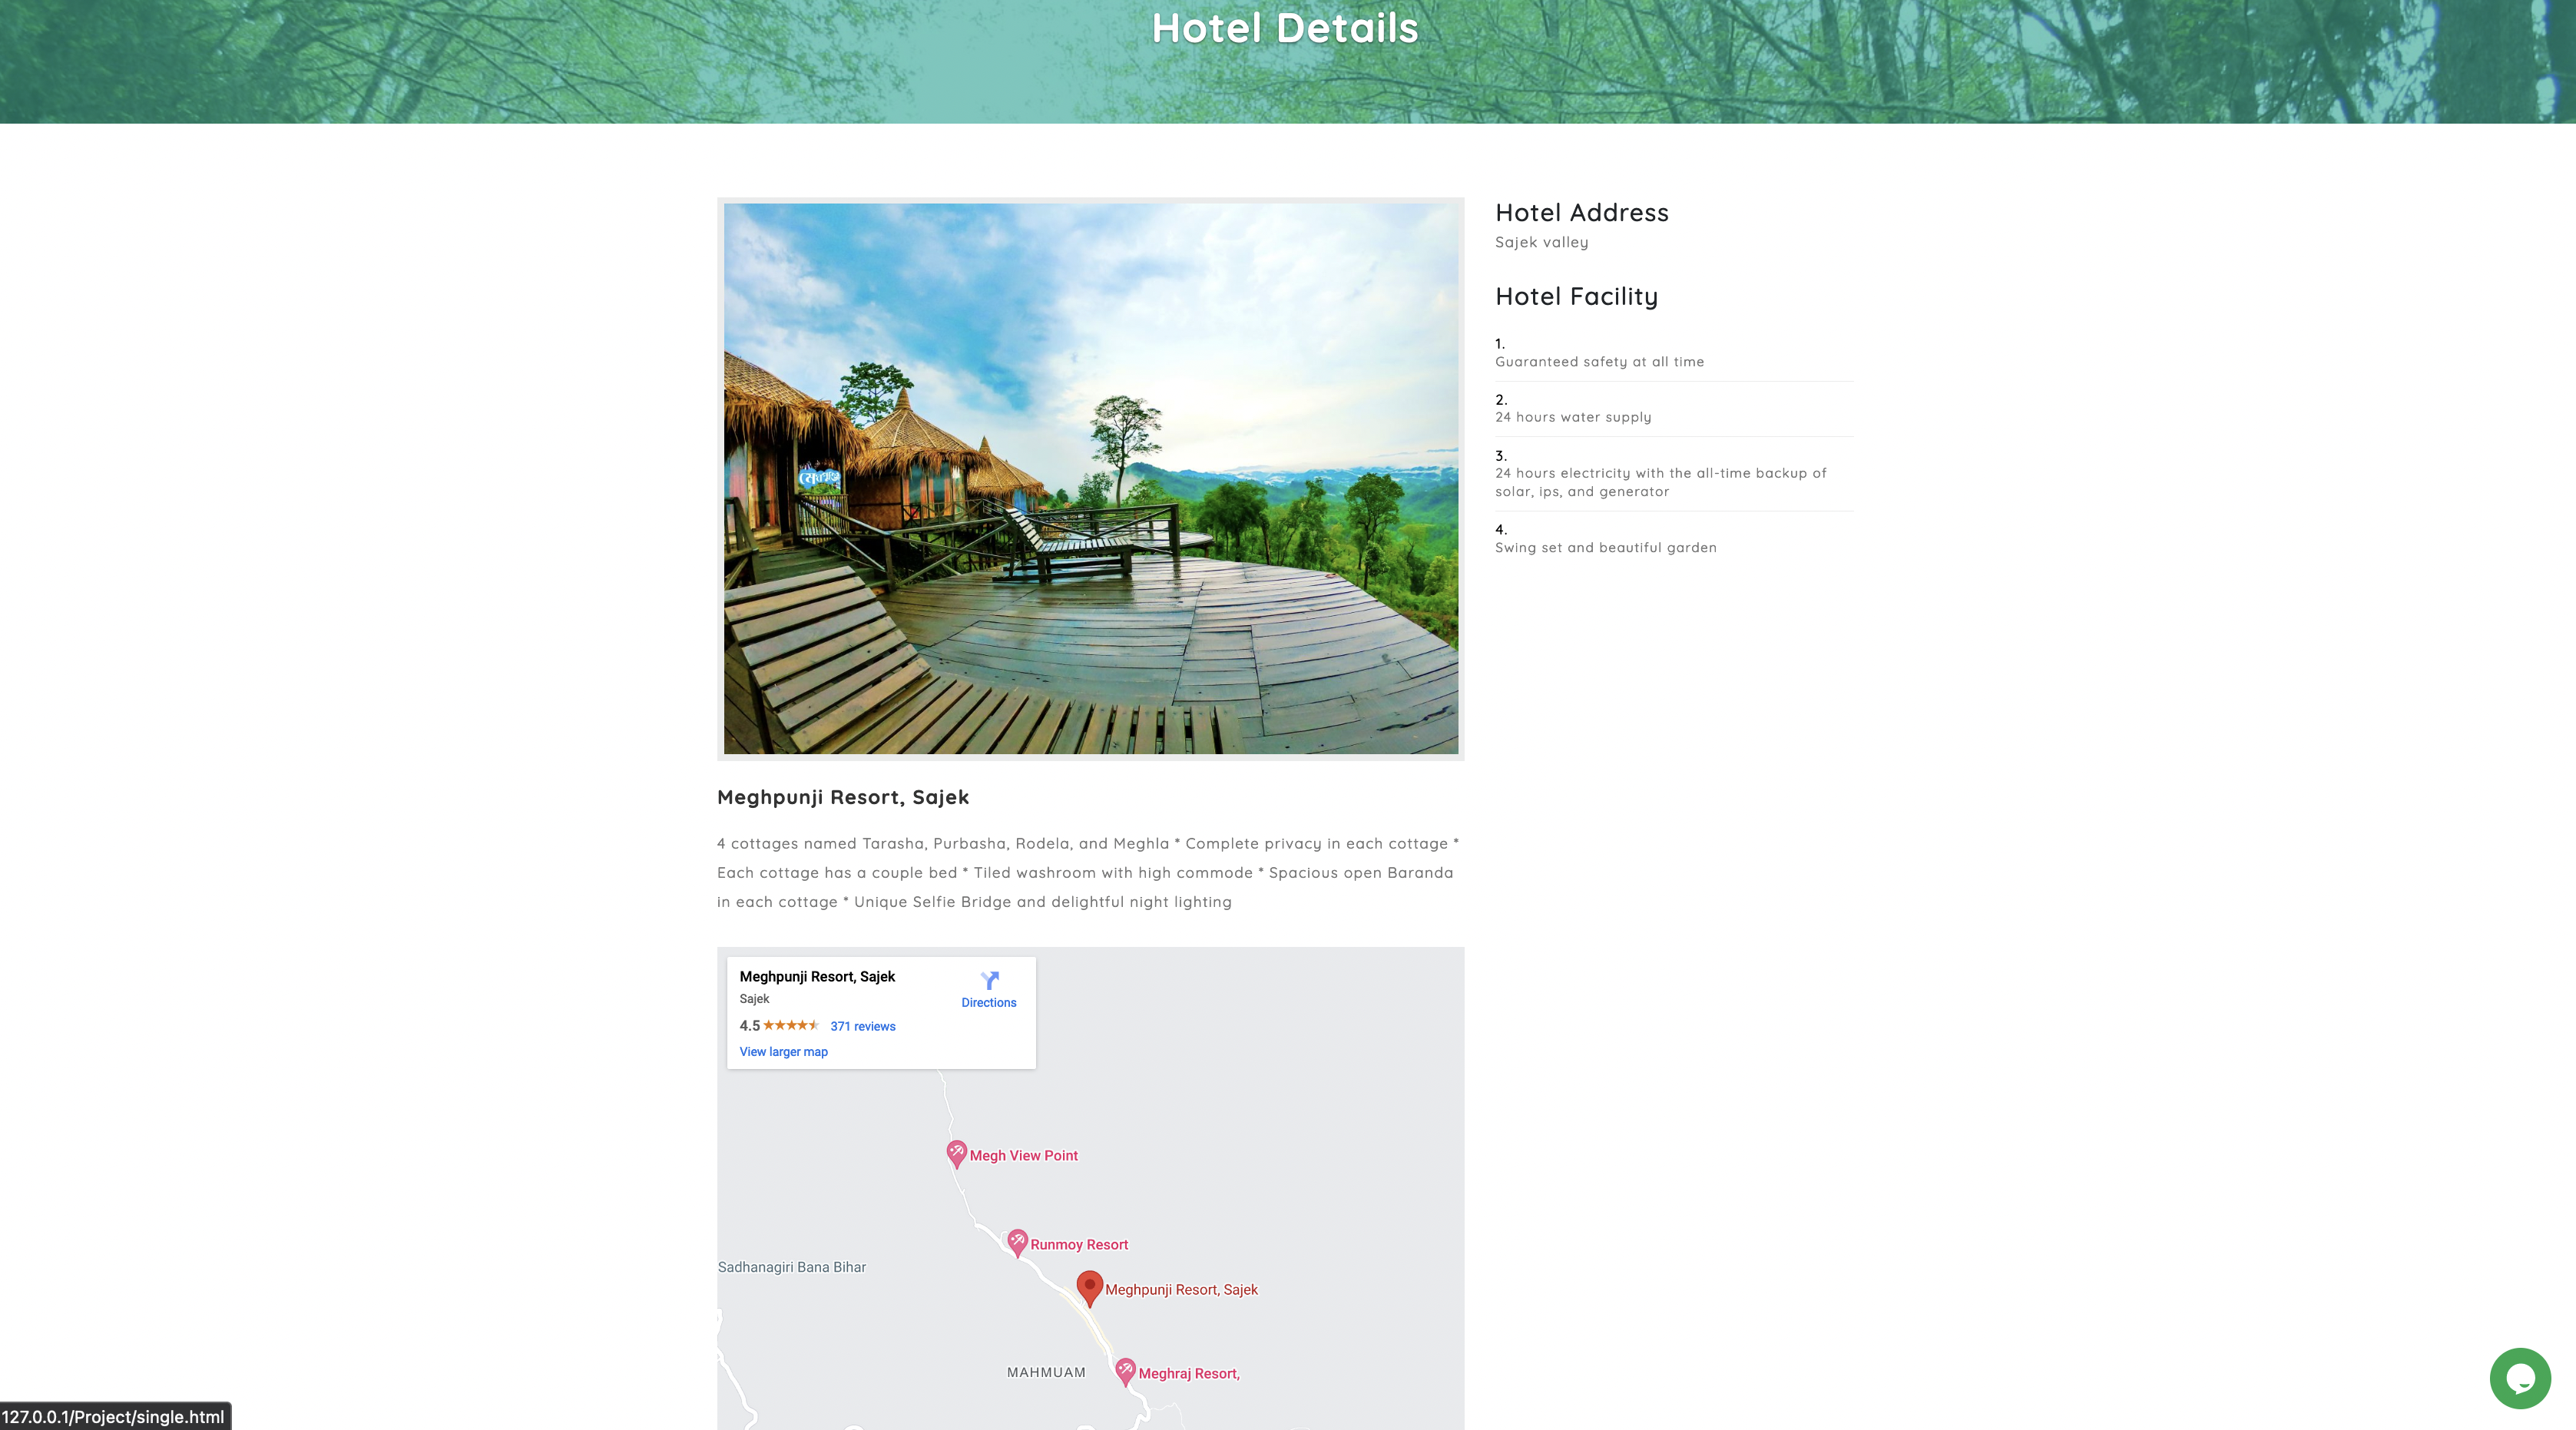 Hotel Details
Hotel Address
Sajek valley
Hotel Facility
1.
Guaranteed safety at all time
2.
24 hours water supply
3.
24 hours electricity with the all-time backup of
solar, ips, and generator
4.
Swing set and beautiful garden
Meghpunji Resort, Sajek
4 cottages named Tarasha, Purbasha, Rodela, and Meghla * Complete privacy in each cottage *
Each cottage has a couple bed * Tiled washroom with high commode * Spacious open Baranda
in each cottage * Unique Selfie Bridge and delightful night lighting
Meghpunji Resort, Sajek
Sajek
Directions
4.5
371 reviews
View larger map
Megh View Point
Runmoy Resort
Sadhanagiri Bana Bihar
Meghpunji Resort, Sajek
MAHMUAM
Meghraj Resort,
127.0.0.1/Project/single.html